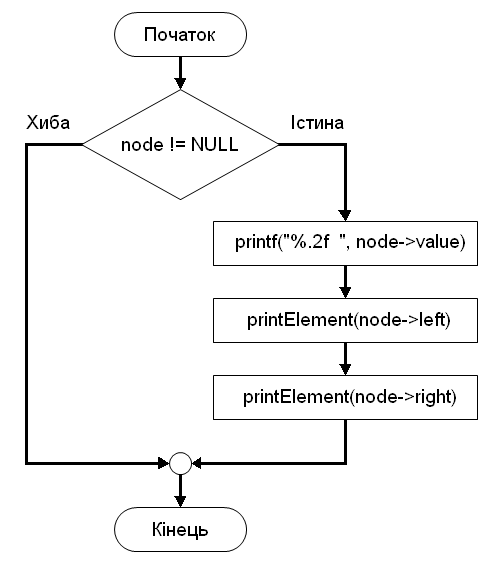 Початок
Хиба
Істина
node != NULL
printf("%.2f  ", node->value)
printElement(node->left)
printElement(node->right)
Кінець